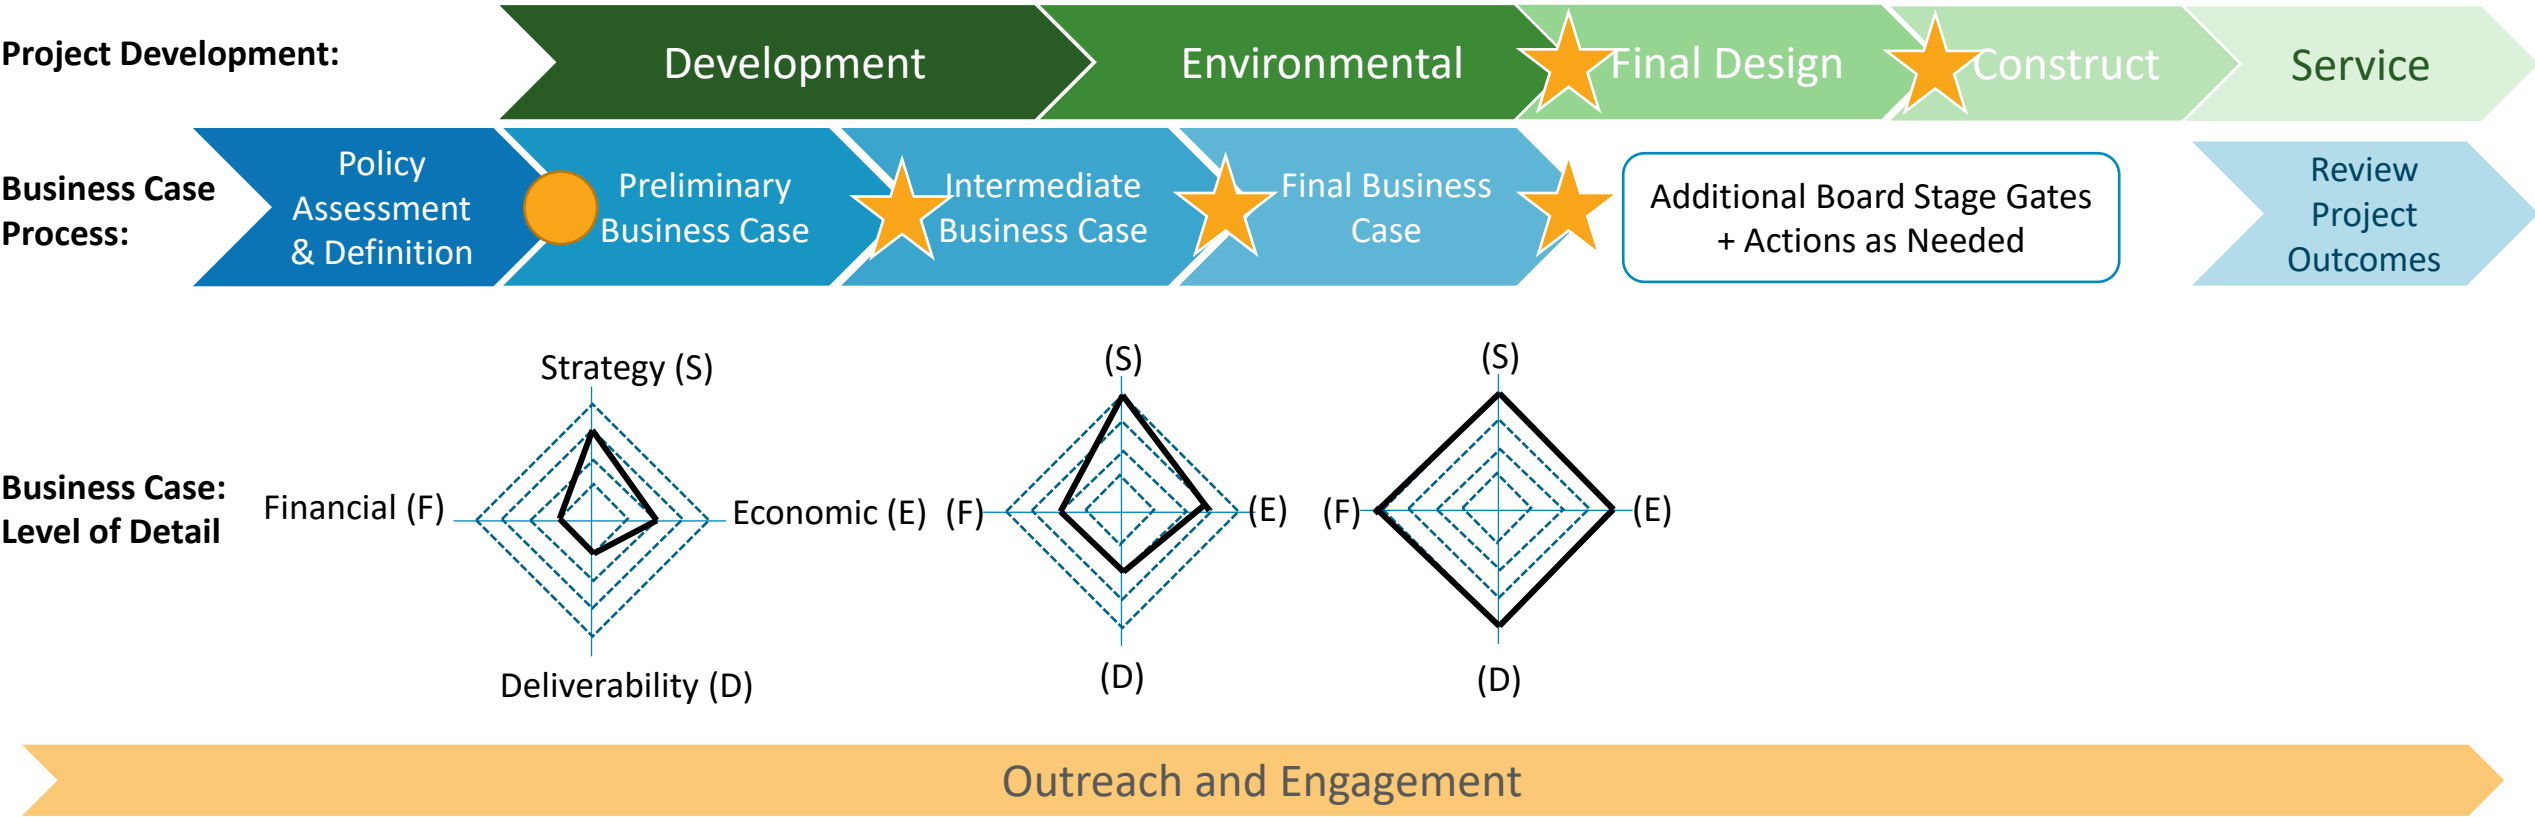 Project Development:
Development
Environmental
Final Design
Construct
Service
Business Case
Process:
Policy
Assessment
& Definition
Preliminary
Business Case
Intermediate
Business Case
Final Business
Case
Additional Board Stage Gates
+ Actions as Needed
Review
Project
Outcomes
Business Case:
Level of Detail
Strategy (S)
Financial (F)
Economic (E)
Deliverability (D)
(S)
(F)
(E)
(D)
(S)
(F)
(E)
(D)
Outreach and Engagement